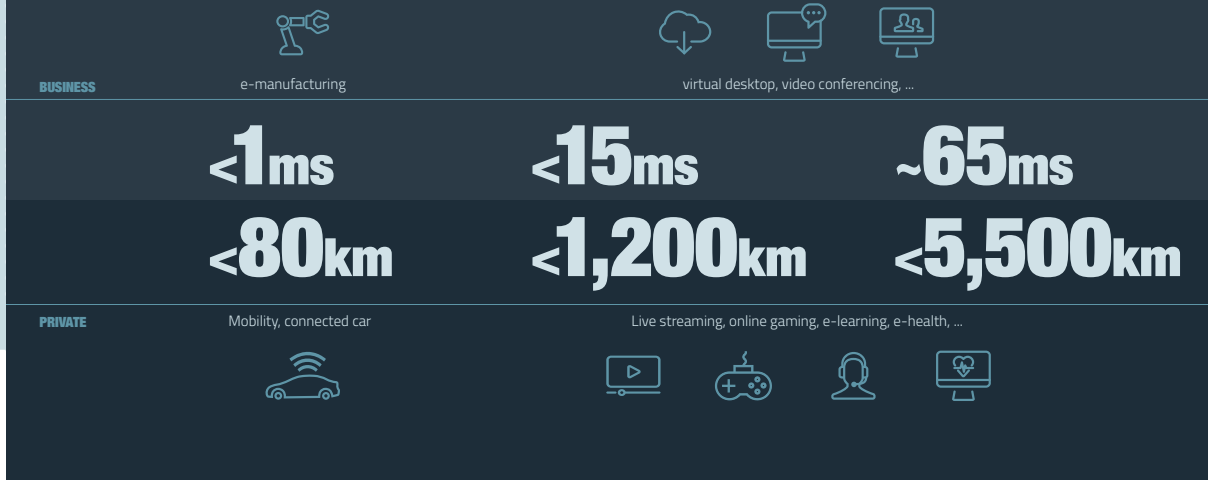 BUSINESS
e-manufacturing
virtual desktop, video conferencing, ...
<1ms
<15ms
~65ms
<80km
<1,200km
<5,500km
PRIVATE
Mobility, connected car
Live streaming, online gaming, e-learning, e-health, ...